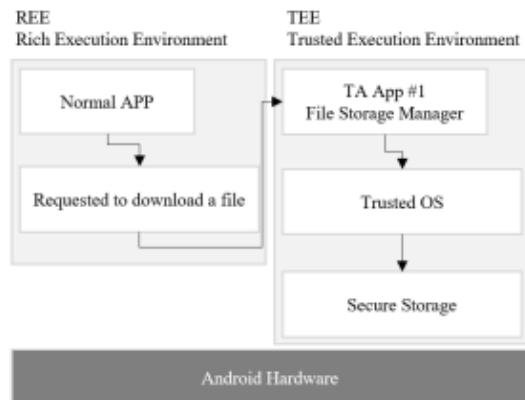 REE
Rich Execution Environment
Normal APP
Requested to download a file
TEE
Trusted Execution Environment
TA App #1
File Storage Manager
Trusted OS
Secure Storage
Android Hardware